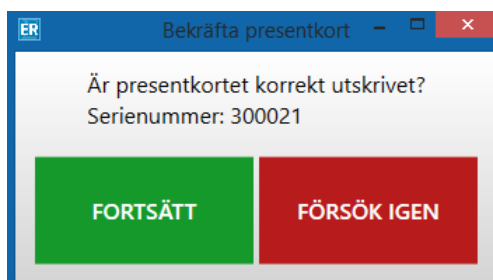 ER
Bekräfta presentkort
Är presentkortet korrekt utskrivet?
Serienummer: 300021
FORTSÄTT
FÖRSÖK IGEN